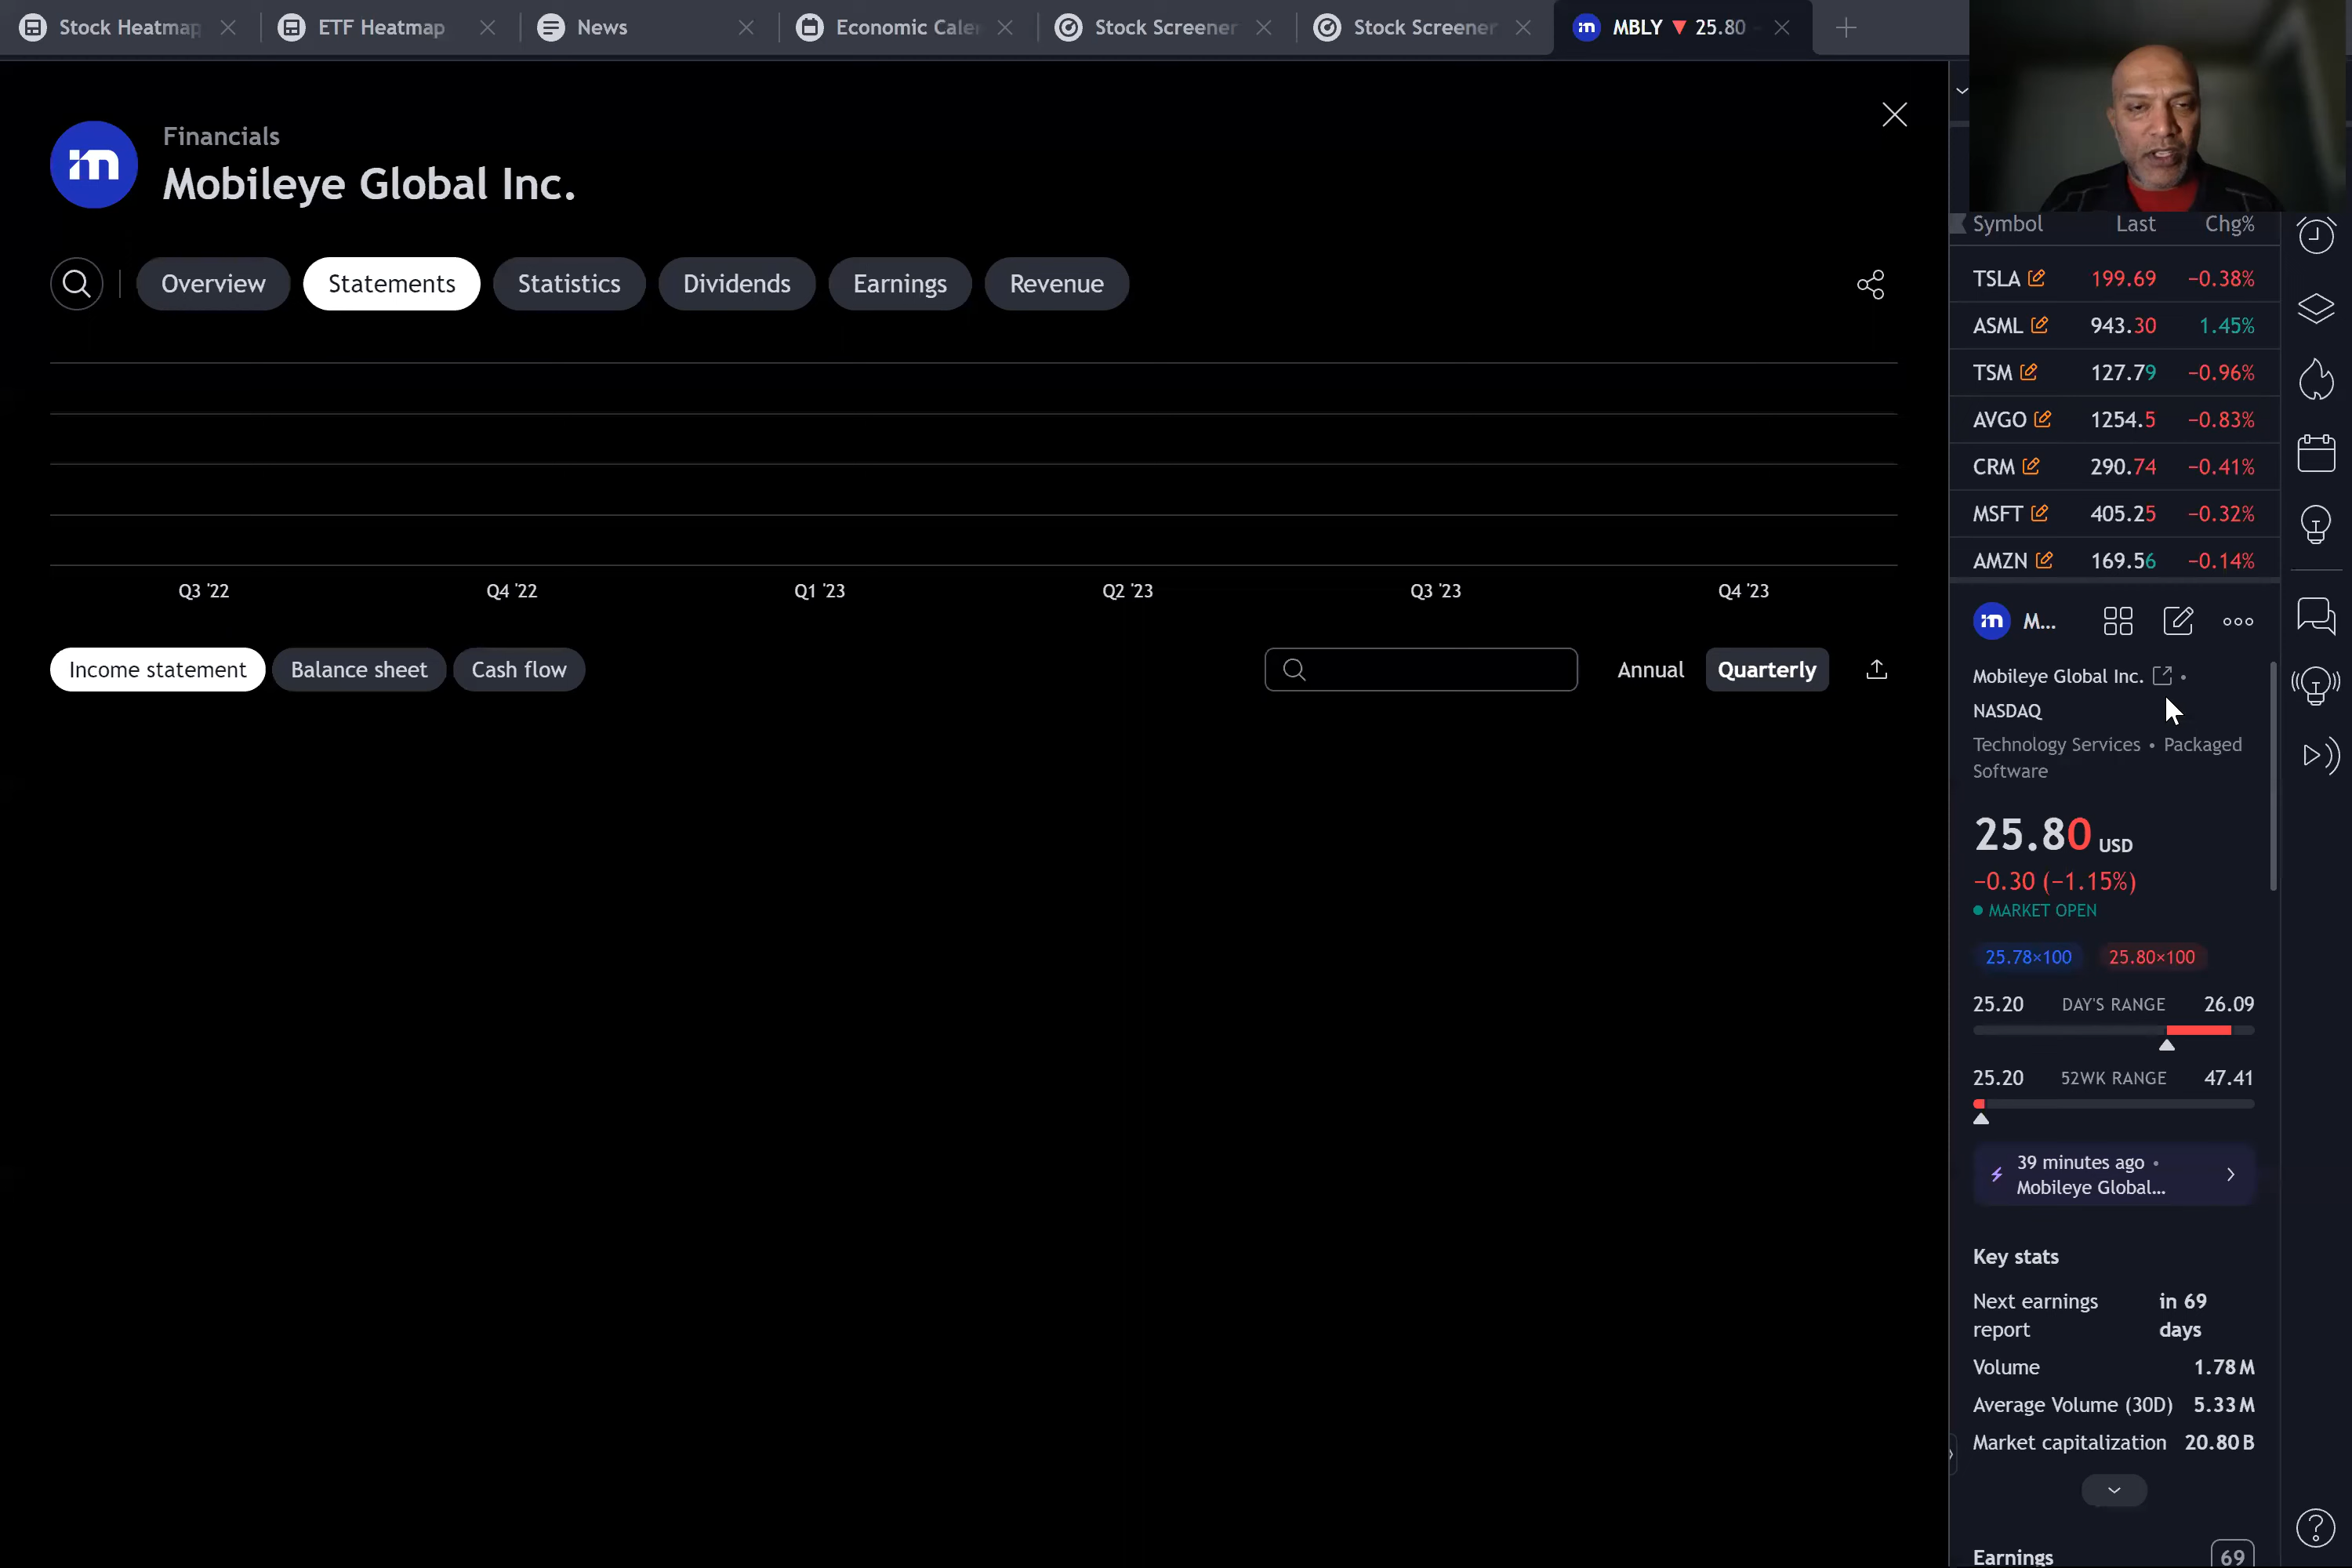 Stock Heatmap
ETF Heatmap
News
Economic Cale
Stock Screener
Stock Screener
MBLY ▼ 25.80
Financials
Mobileye Global Inc.
Overview
Statements
Statistics
Dividends
Earnings
Revenue
Q3 '22
Q4 '22
Q1 '23
Q2 '23
Q3 '23
Q4 '23
Income statement
Balance sheet
Cash flow
Annual
Quarterly
Symbol Last Chg%
TSLA 199.69 −0.38%
ASML 943.30 1.45%
TSM 127.79 −0.96%
AVGO 1254.5 −0.83%
CRM 290.74 −0.41%
MSFT 405.25 −0.32%
AMZN 169.56 −0.14%
M...
Mobileye Global Inc. •
NASDAQ
Technology Services • Packaged
Software
25.80 USD
−0.30 (−1.15%)
MARKET OPEN
25.78×100 25.80×100
25.20 DAY'S RANGE 26.09
25.20 52WK RANGE 47.41
39 minutes ago •
Mobileye Global...
Key stats
Next earnings in 69
report days
Volume 1.78M
Average Volume (30D) 5.33M
Market capitalization 20.80B
Earnings 69